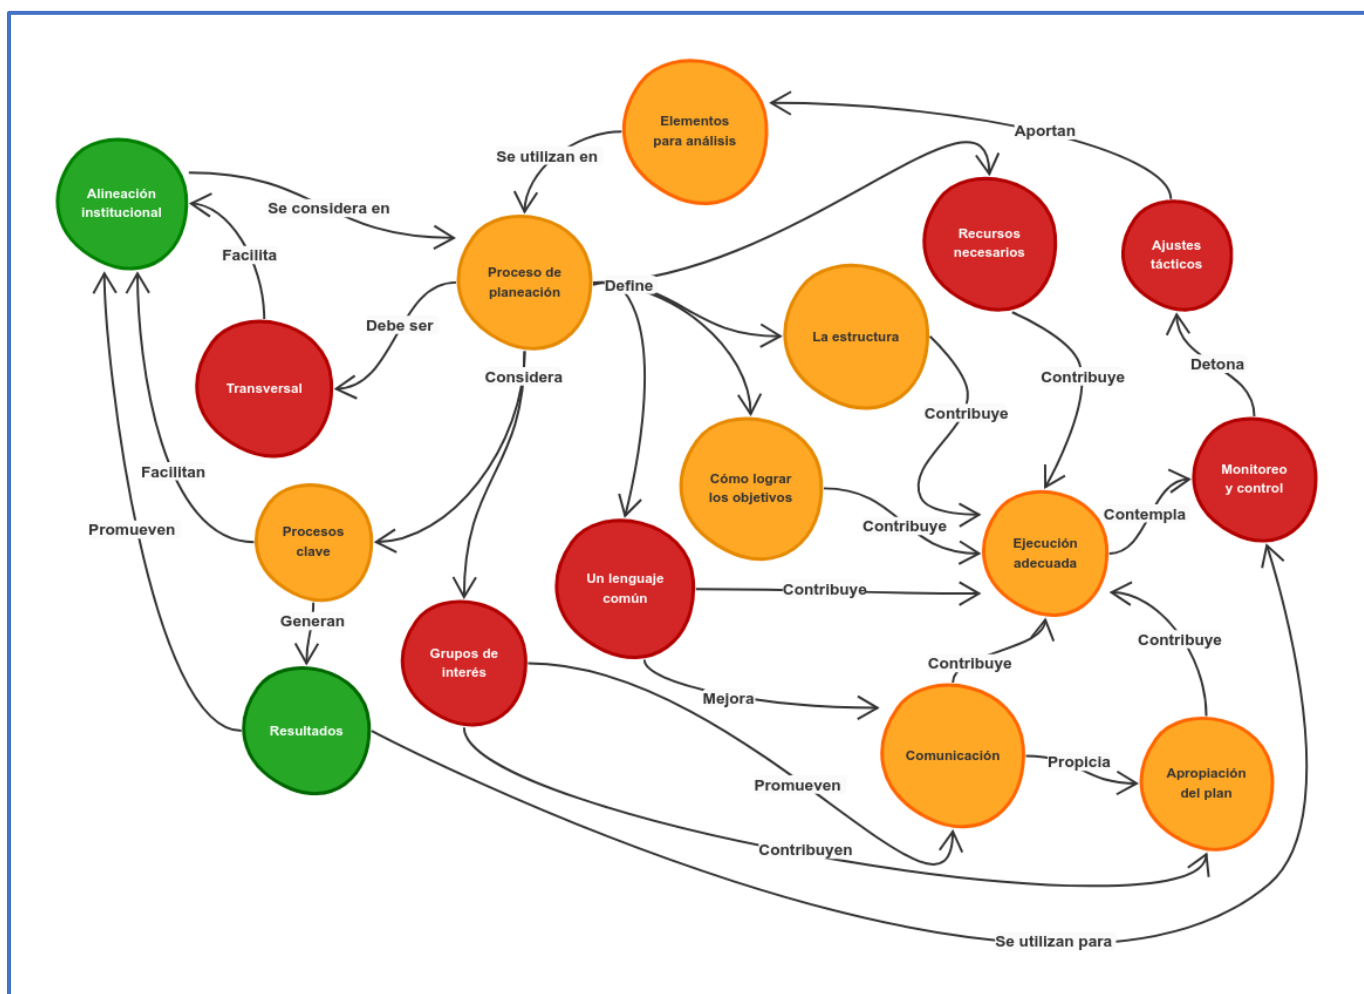 Elementos
para análisis
Aportan
Se utilizan en
Alineación
institucional
Se considera en
Recursos
necesarios
Ajustes
tácticos
Facilita
Proceso de
planeación
Define
Debe ser
La estructura
Transversal
Considera
Contribuye
Detona
Contribuye
Facilitan
Cómo lograr
los objetivos
Monitoreo
y control
Promueven
Procesos
clave
Contribuye
Contempla
Ejecución
adecuada
Un lenguaje
común
Contribuye
Generan
Grupos de
interés
Contribuye
Contribuye
Mejora
Resultados
Comunicación
Propicia
Apropiación
del plan
Promueven
Contribuyen
Se utilizan para